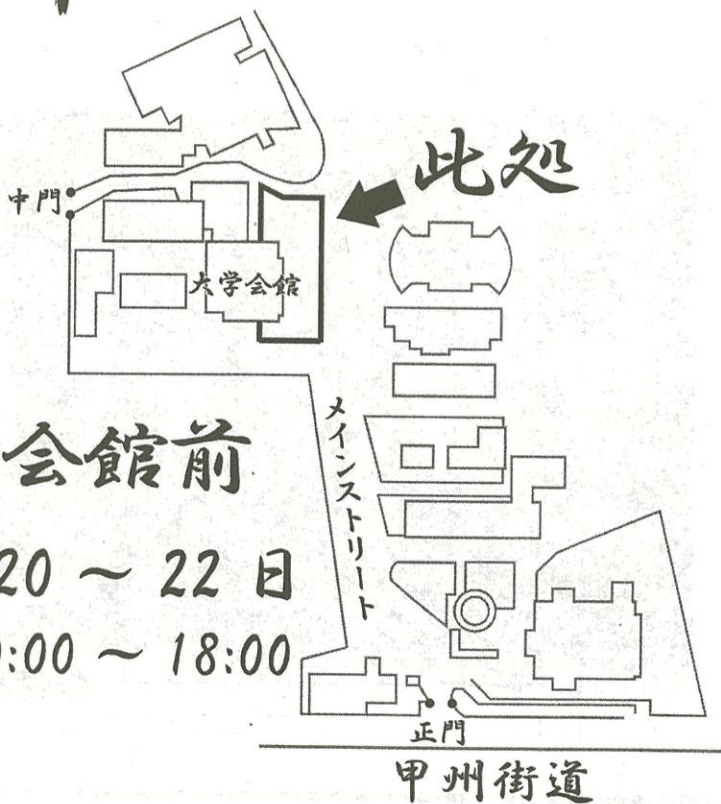 此処
中門
大学会館
会館前
メインストリート
20 ～ 22 日
:00 ～ 18:00
正門
甲州街道